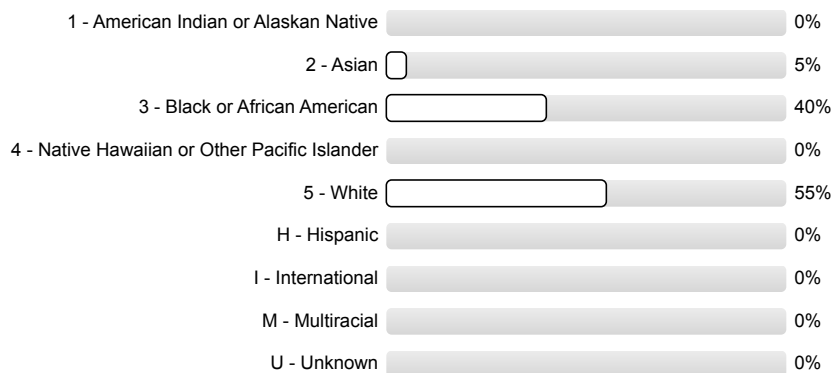 1 - American Indian or Alaskan Native 0%
2 - Asian 5%
3 - Black or African American 40%
4 - Native Hawaiian or Other Pacific Islander 0%
5 - White 55%
H - Hispanic 0%
I - International 0%
M - Multiracial 0%
U - Unknown 0%